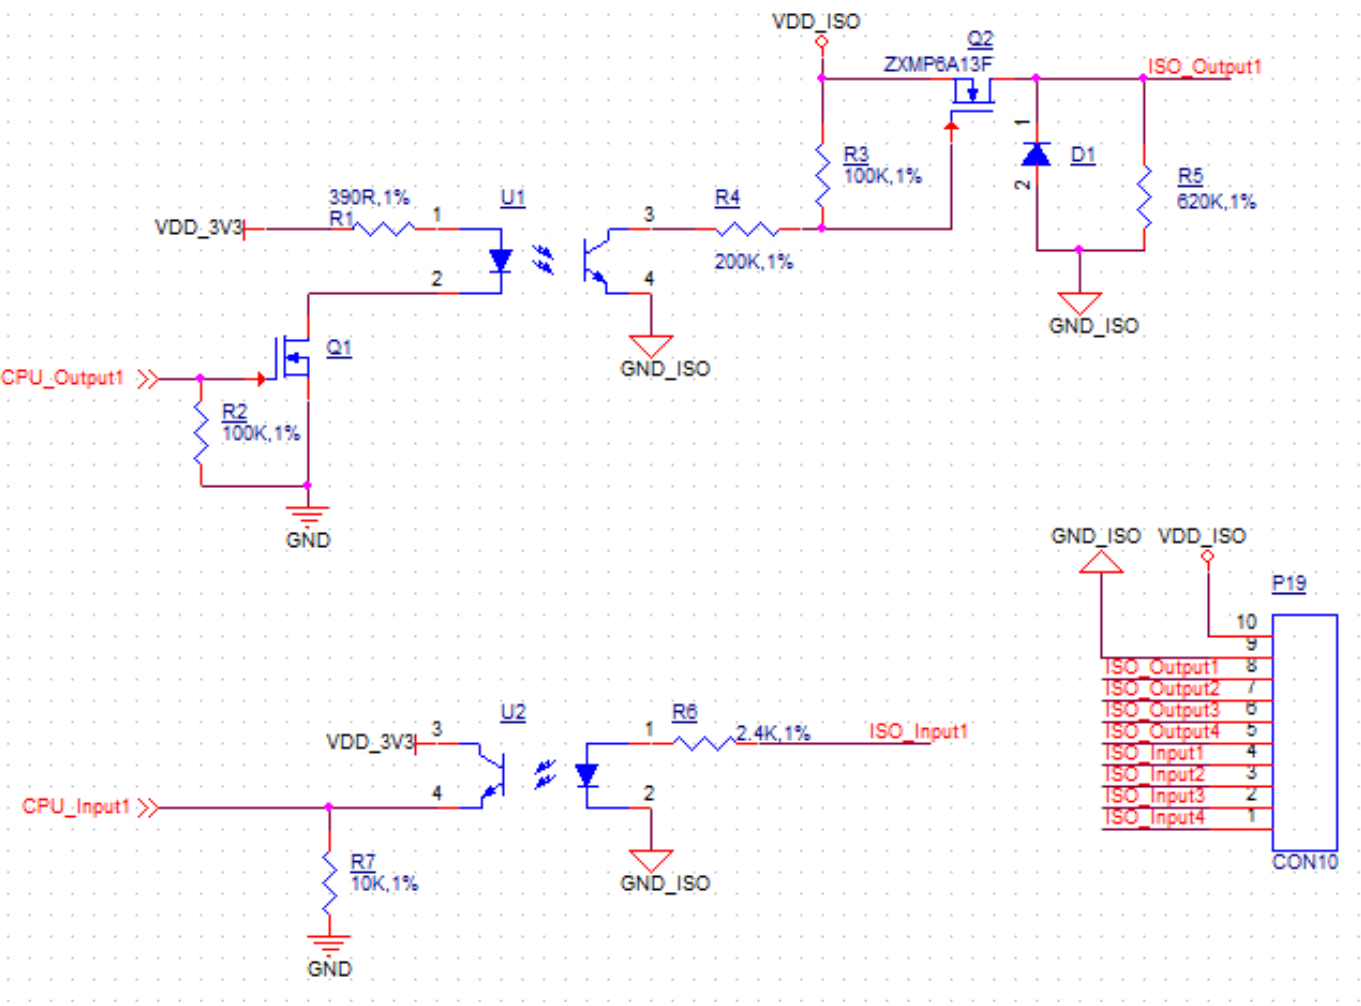 VDD_ISO
Q2
ZXMP6A13F
ISO_Output1
1
D1
2
R3
100K,1%
R5
620K,1%
390R,1%
U1
R4
VDD_3V3
R1
1
3
200K,1%
2
4
GND_ISO
GND_ISO
Q1
CPU_Output1
R2
100K,1%
GND
GND_ISO
VDD_ISO
P19
10
9
ISO_Output1
8
ISO_Output2
7
ISO_Output3
6
ISO_Output4
5
ISO_Input1
4
ISO_Input2
3
ISO_Input3
2
ISO_Input4
1
CON10
U2
R6
VDD_3V3
3
1
2.4K,1%
ISO_Input1
CPU_Input1
4
2
R7
10K,1%
GND_ISO
GND